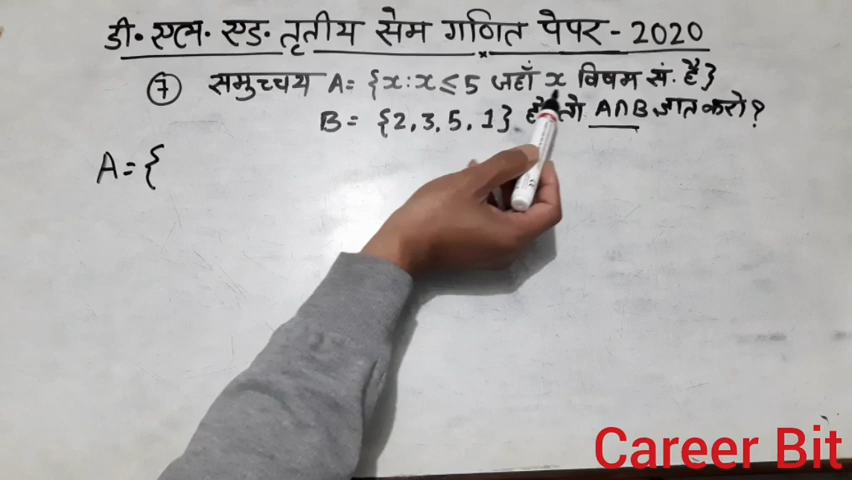 डी. एल. एड. तृतीय सेम गणित पेपर - 2020
⑦ समुच्चय A = {x : x ≤ 5 जहाँ x विषम सं. है}
B = {2, 3, 5, 1} तो A∩B ज्ञात करो?
A = {
Career Bit